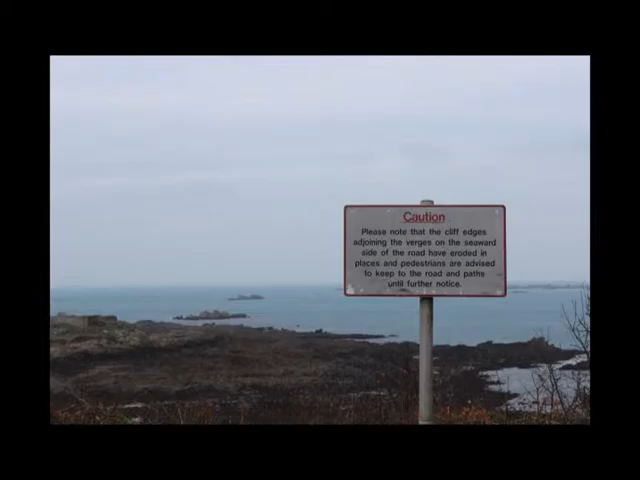 Caution
Please note that the cliff edges
adjoining the verges on the seaward
side of the road have eroded in
places and pedestrians are advised
to keep to the road and paths
until further notice.